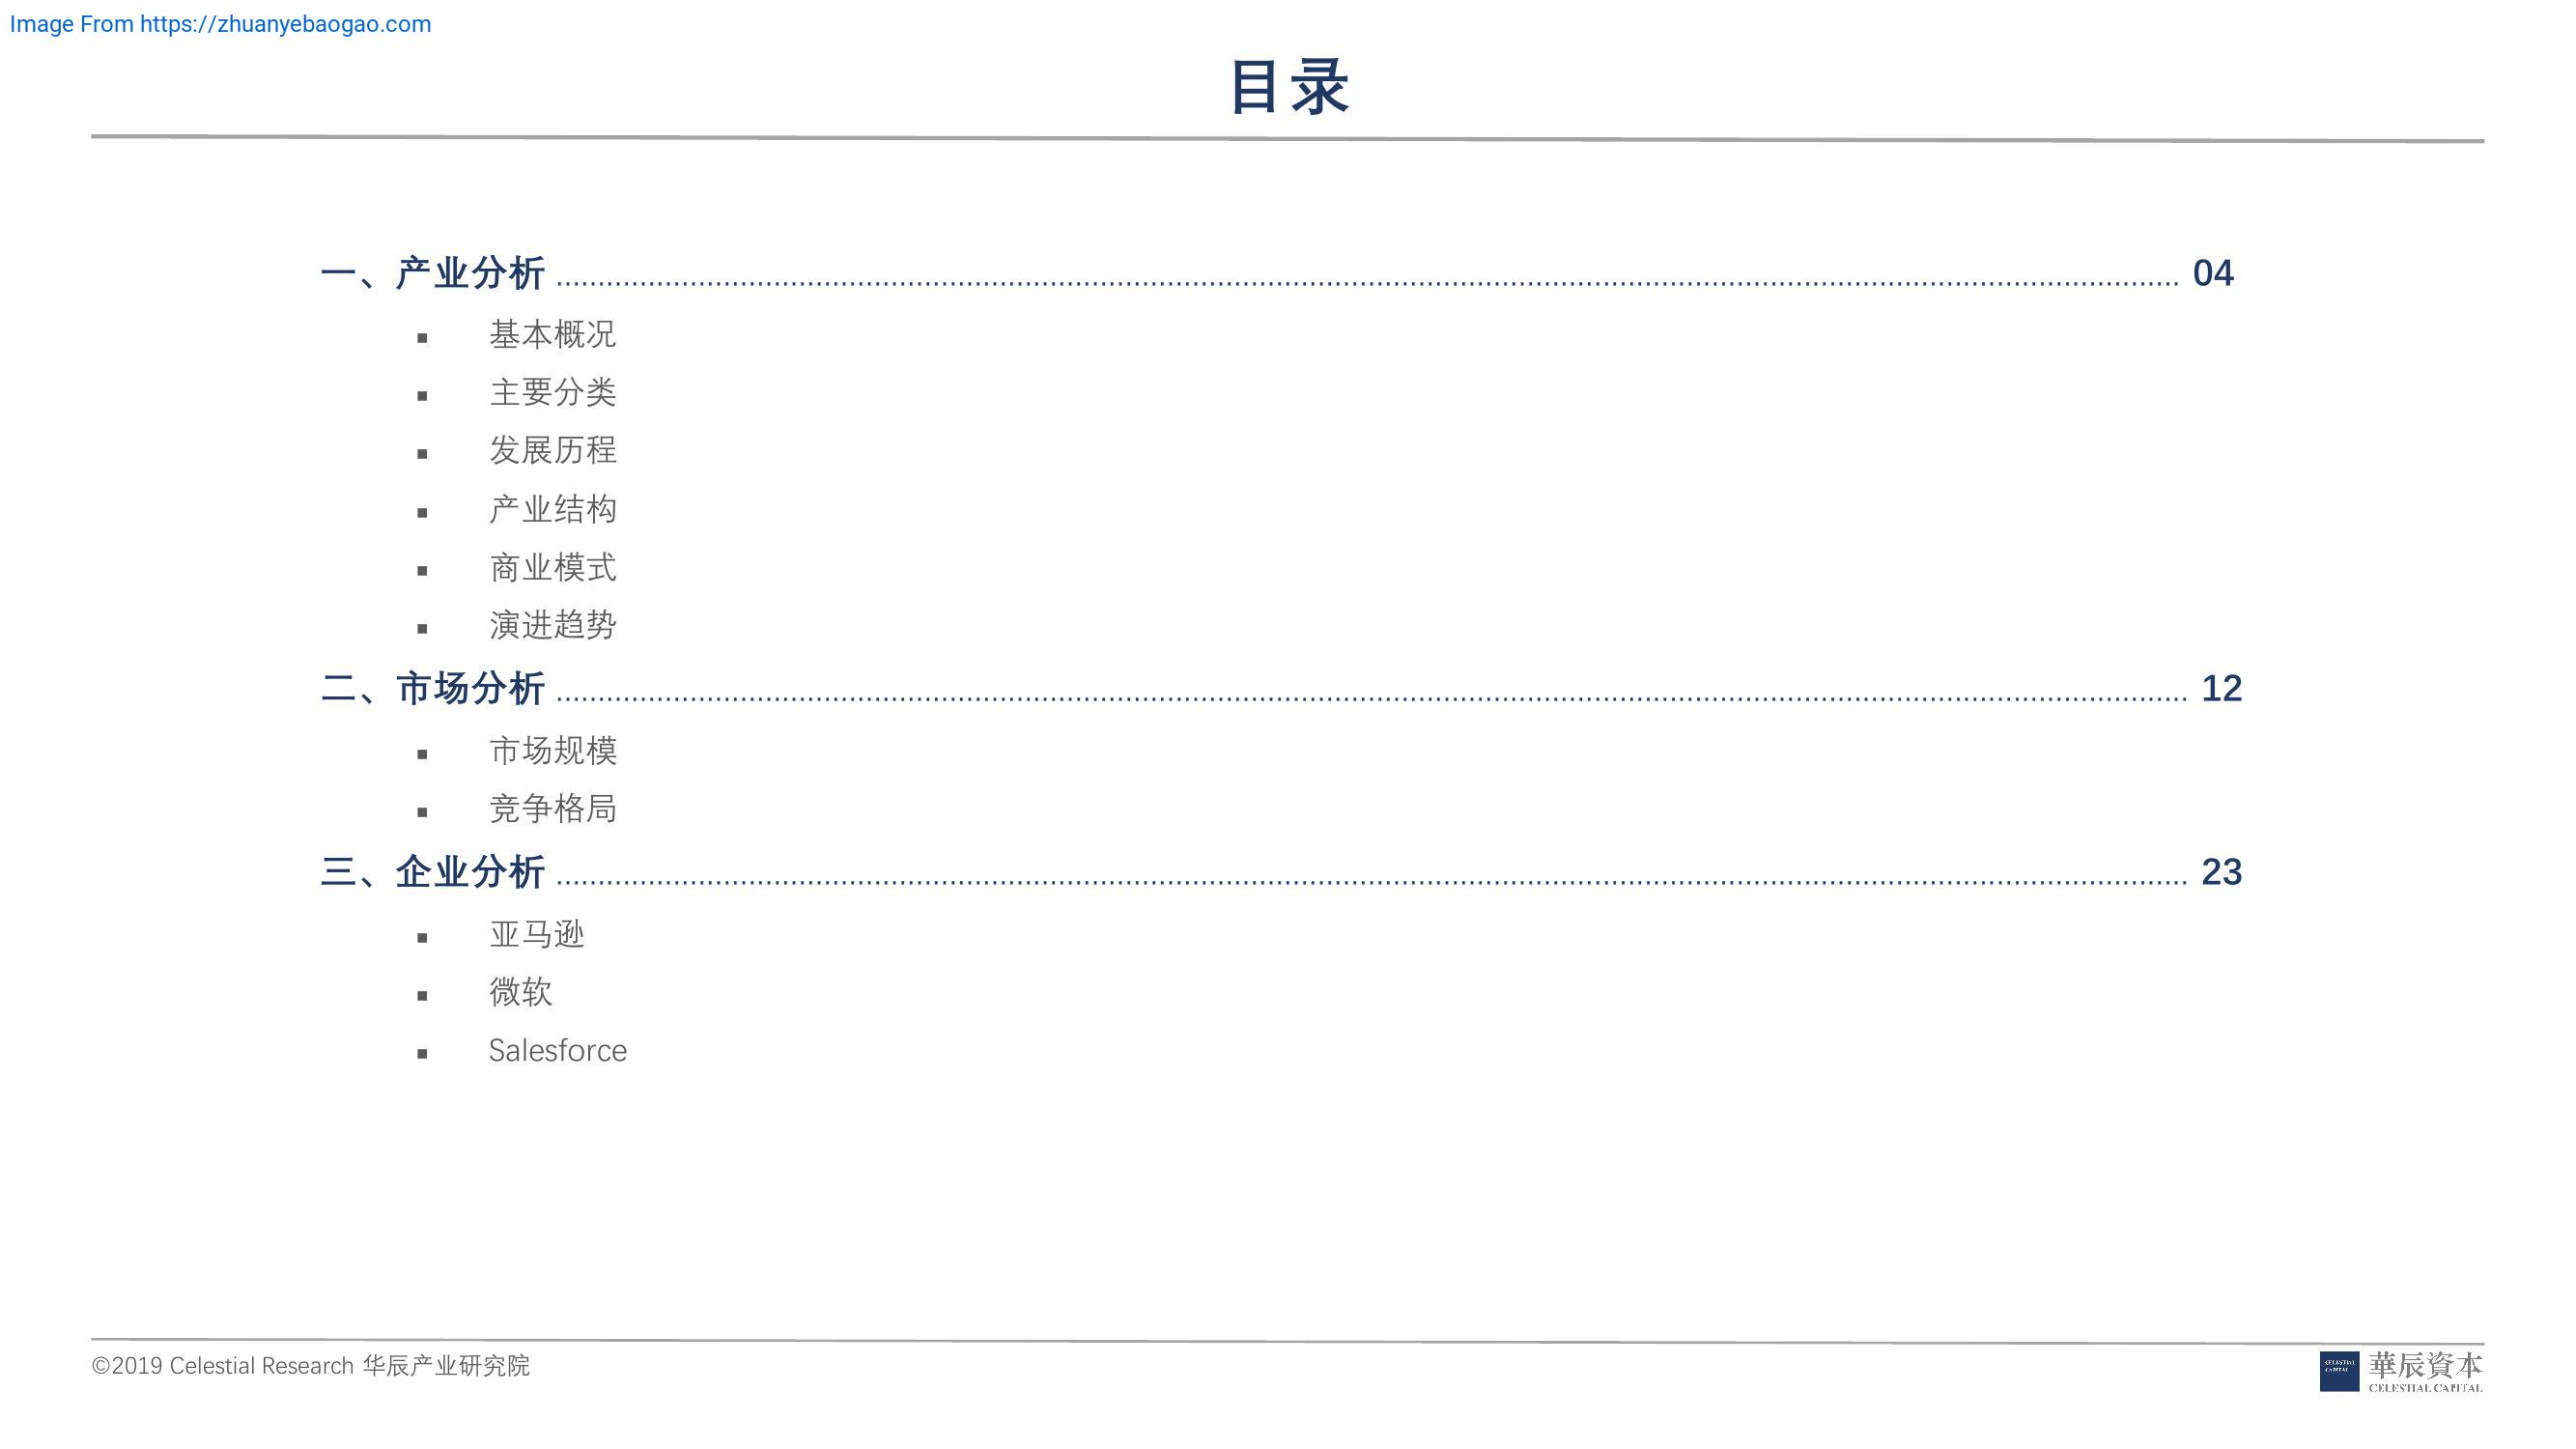 Image From https://zhuanyebaogao.com
目录
一、产业分析 04
▪ 基本概况
▪ 主要分类
▪ 发展历程
▪ 产业结构
▪ 商业模式
▪ 演进趋势
二、市场分析 12
▪ 市场规模
▪ 竞争格局
三、企业分析 23
▪ 亚马逊
▪ 微软
▪ Salesforce
©2019 Celestial Research 华辰产业研究院
CELESTIAL
CAPITAL
華辰資本
CELESTIAL CAPITAL